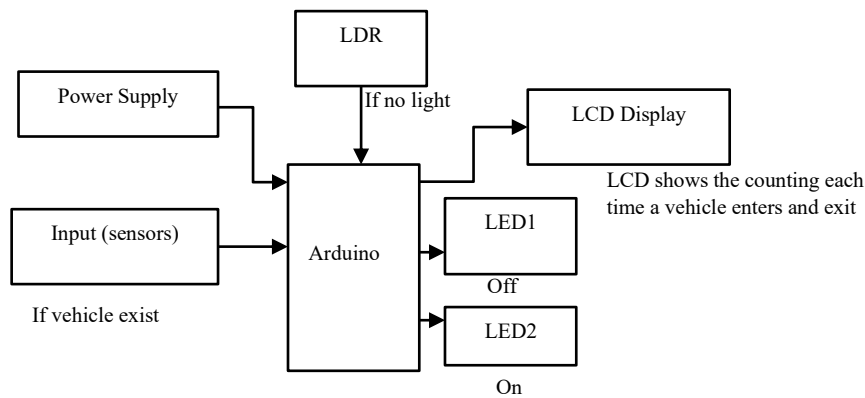 LDR
Power Supply
If no light
LCD Display
LCD shows the counting each
time a vehicle enters and exit
Input (sensors)
Arduino
LED1
Off
If vehicle exist
LED2
On